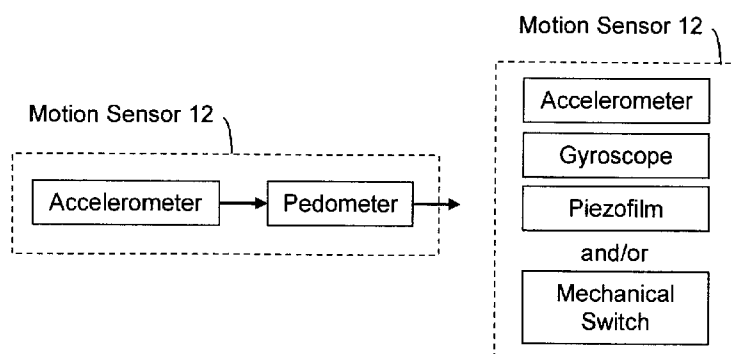 Motion Sensor 12
Accelerometer
Pedometer
Motion Sensor 12
Accelerometer
Gyroscope
Piezofilm
and/or
Mechanical
Switch